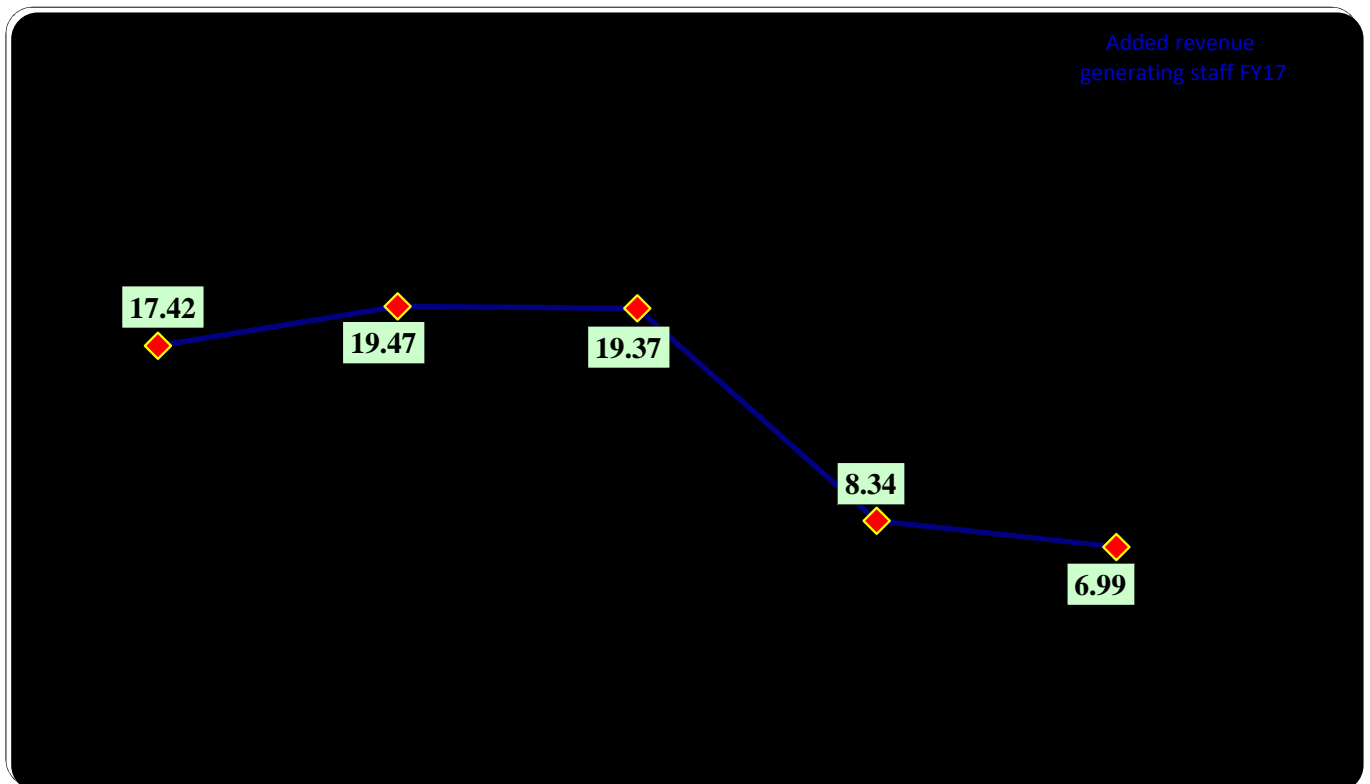 Added revenue
generating staff FY17
17.42
19.47
19.37
8.34
6.99